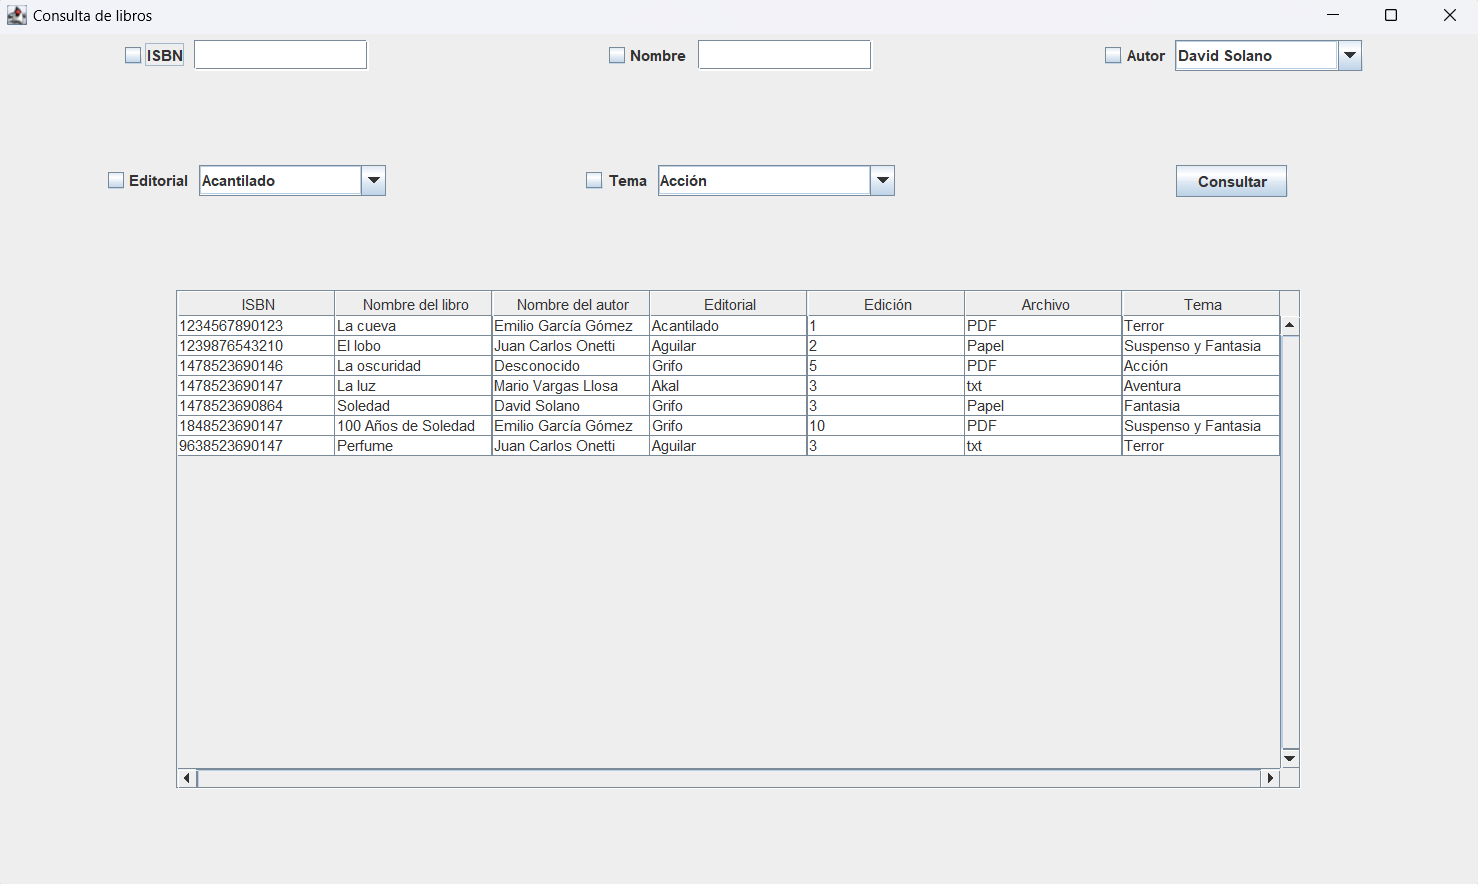 Consulta de libros
ISBN Nombre Autor David Solano
Editorial Acantilado Tema Acción Consultar
ISBN Nombre del libro Nombre del autor Editorial Edición Archivo Tema
1234567890123 La cueva Emilio García Gómez Acantilado 1 PDF Terror
1239876543210 El lobo Juan Carlos Onetti Aguilar 2 Papel Suspenso y Fantasia
1478523690146 La oscuridad Desconocido Grifo 5 PDF Acción
1478523690147 La luz Mario Vargas Llosa Akal 3 txt Aventura
1478523690864 Soledad David Solano Grifo 3 Papel Fantasia
1848523690147 100 Años de Soledad Emilio García Gómez Grifo 10 PDF Suspenso y Fantasia
9638523690147 Perfume Juan Carlos Onetti Aguilar 3 txt Terror